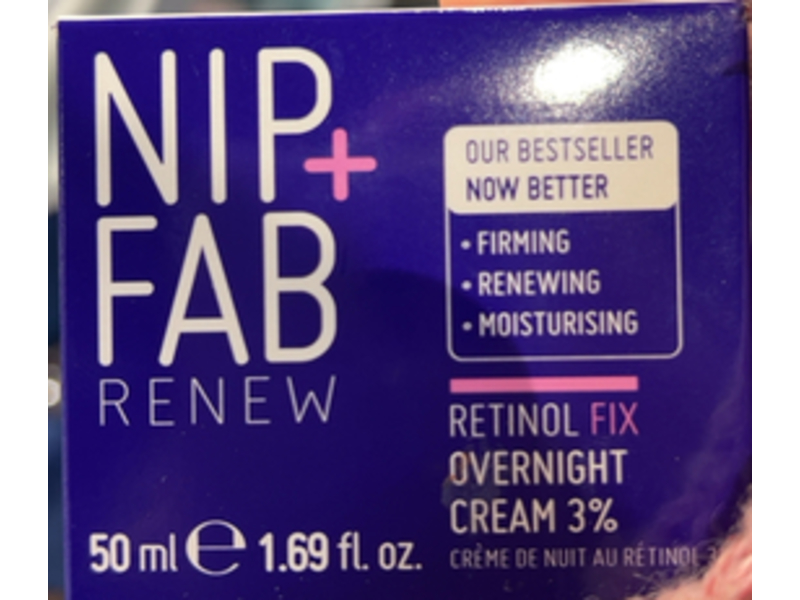 NIP+
FAB
RENEW
50 ml ℮ 1.69 fl. oz.
OUR BESTSELLER
NOW BETTER
• FIRMING
• RENEWING
• MOISTURISING
RETINOL FIX
OVERNIGHT
CREAM 3%
CRÈME DE NUIT AU RÉTINOL